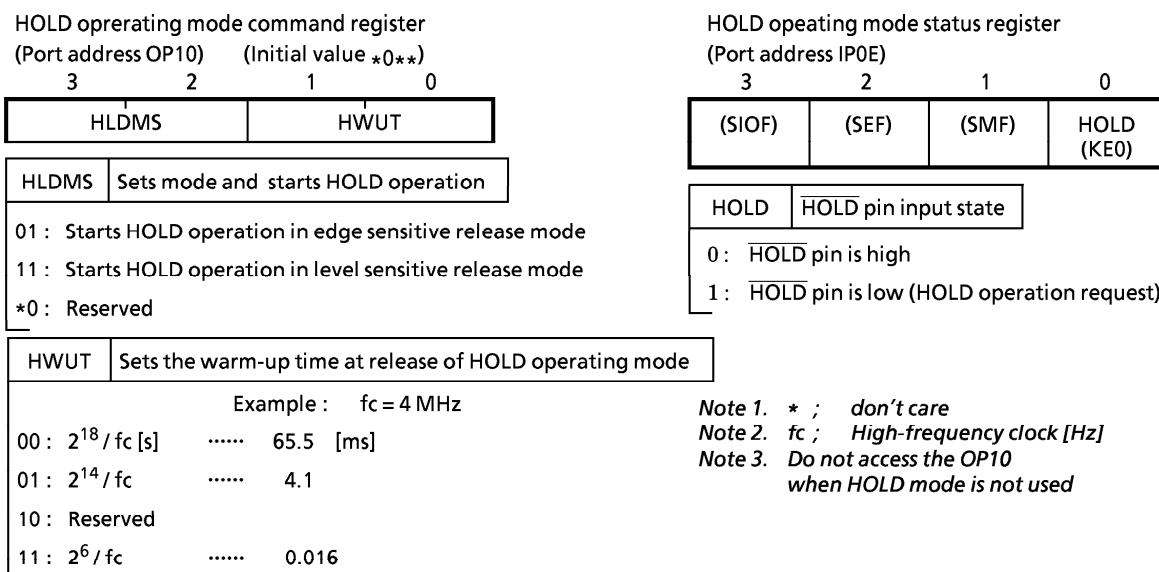 HOLD oprerating mode command register
(Port address OP10) (Initial value *0**)
3 2 1 0
HLDMS HWUT
HLDMS Sets mode and starts HOLD operation
01 : Starts HOLD operation in edge sensitive release mode
11 : Starts HOLD operation in level sensitive release mode
*0 : Reserved
HWUT Sets the warm-up time at release of HOLD operating mode
Example : fc = 4 MHz
00 : 2^18 / fc [s] ······ 65.5 [ms]
01 : 2^14 / fc ······ 4.1
10 : Reserved
11 : 2^6 / fc ······ 0.016
HOLD opeating mode status register
(Port address IP0E)
3 2 1 0
(SIOF) (SEF) (SMF) HOLD
(KE0)
HOLD H̅O̅L̅D̅ pin input state
0 : H̅O̅L̅D̅ pin is high
1 : H̅O̅L̅D̅ pin is low (HOLD operation request)
Note 1. * ; don't care
Note 2. fc ; High-frequency clock [Hz]
Note 3. Do not access the OP10
when HOLD mode is not used